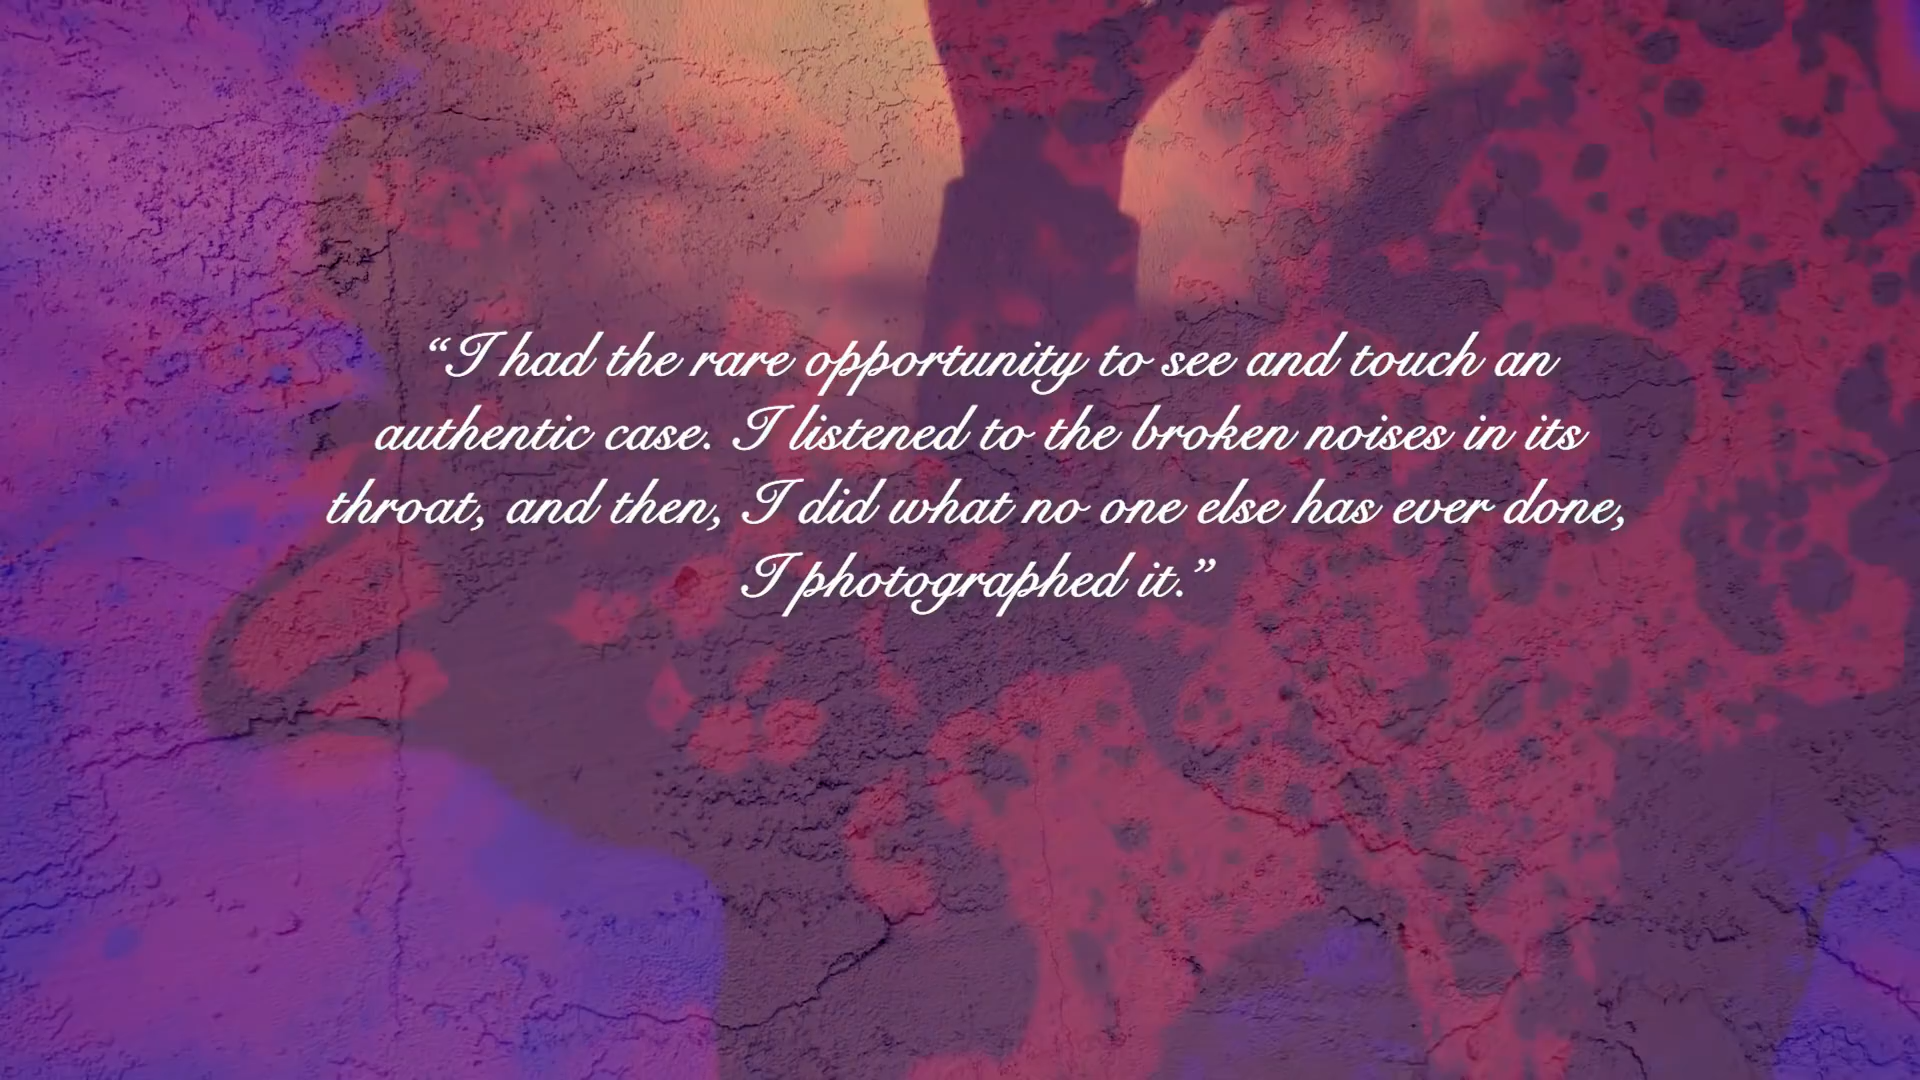 “I had the rare opportunity to see and touch an
authentic case. I listened to the broken noises in its
throat, and then, I did what no one else has ever done,
I photographed it.”